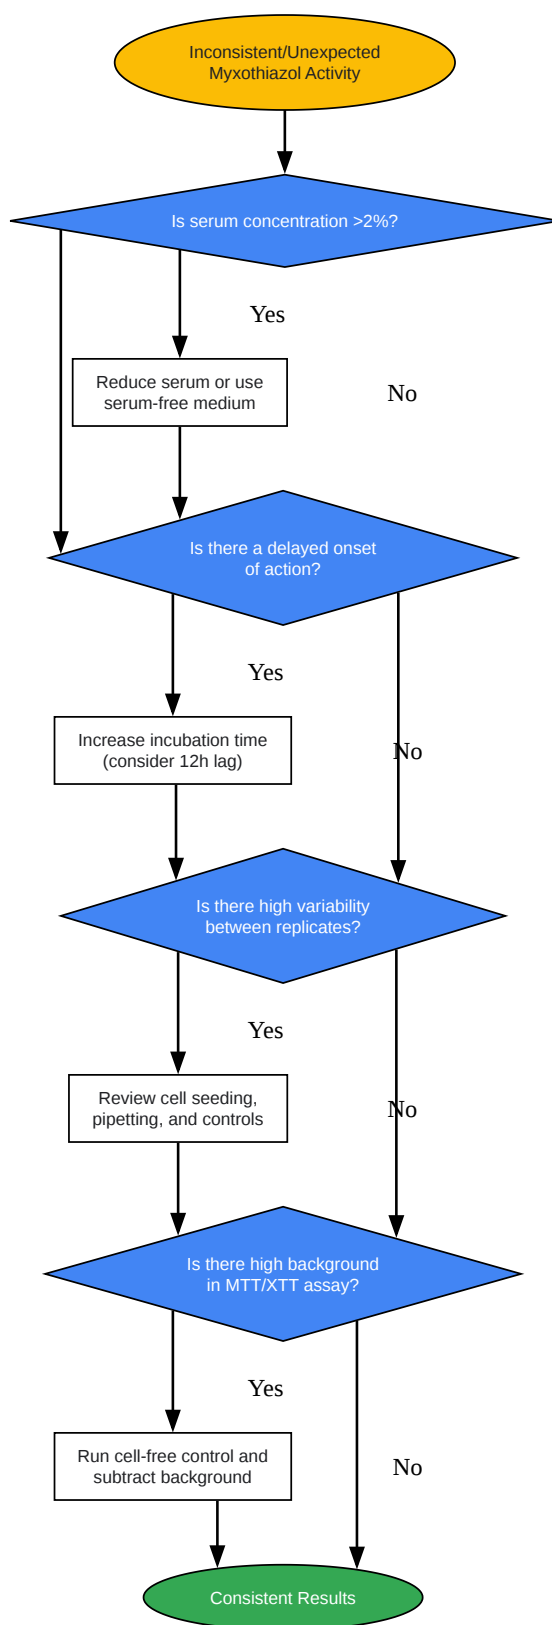 Inconsistent/Unexpected
Myxothiazol Activity
Is serum concentration >2%?
Yes
Reduce serum or use
serum-free medium
No
Is there a delayed onset
of action?
Yes
Increase incubation time
(consider 12h lag)
No
Is there high variability
between replicates?
Yes
Review cell seeding,
pipetting, and controls
No
Is there high background
in MTT/XTT assay?
Yes
Run cell-free control and
subtract background
No
Consistent Results